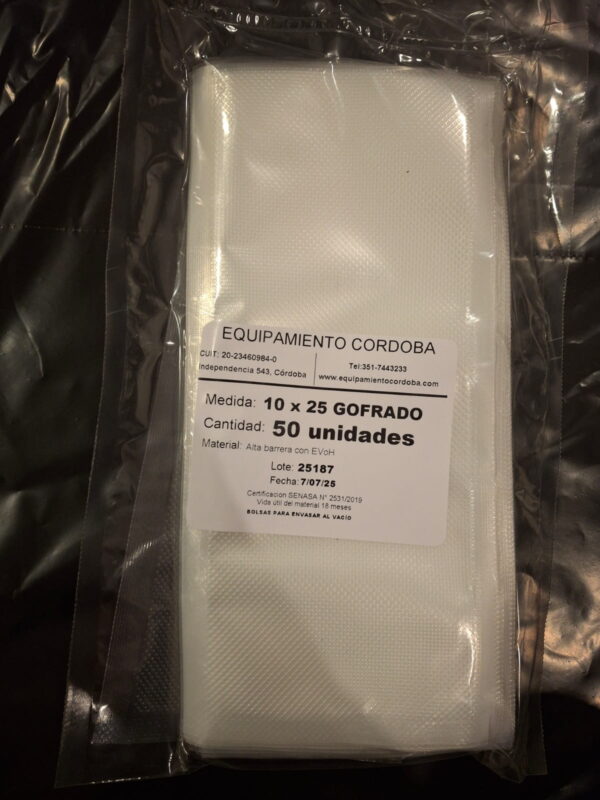 EQUIPAMIENTO CORDOBA
CUIT: 20-23460984-0
Independencia 543, Córdoba
Tel:351-7443233
www.equipamientocordoba.com
Medida: 10 x 25 GOFRADO
Cantidad: 50 unidades
Material: Alta barrera con EVoH
Lote: 25187
Fecha: 7/07/25
Certificacion SENASA N° 2531/2019
Vida útil del material 18 meses
BOLSAS PARA ENVASAR AL VACIO